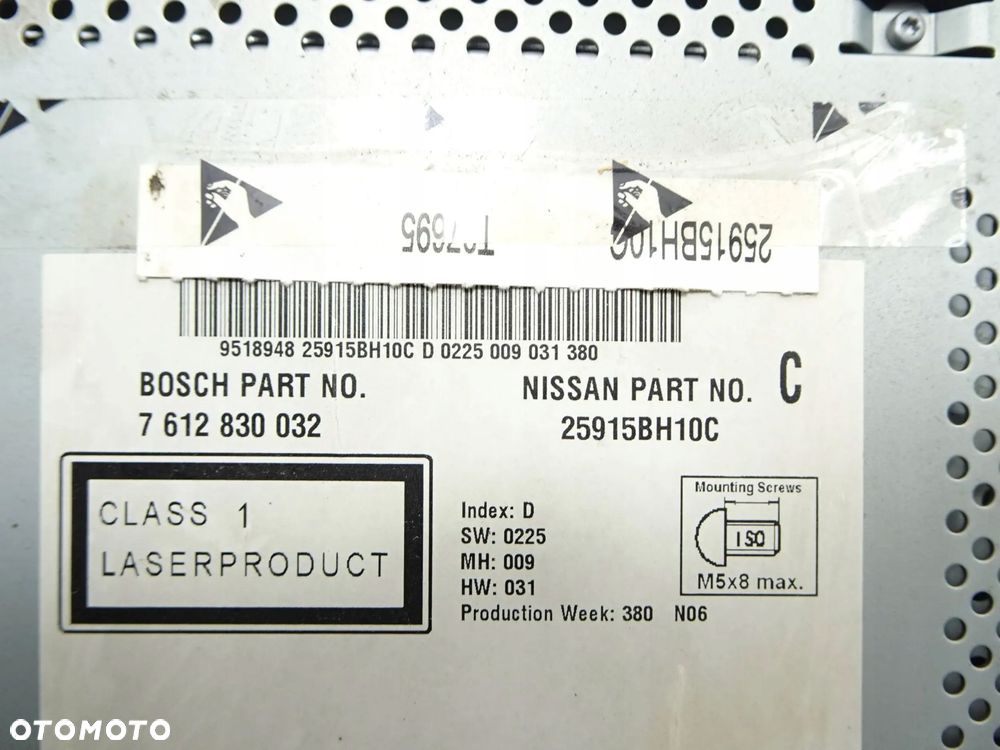 25915BH10C
9518948 25915BH10C D 0225 009 031 380
BOSCH PART NO.
7 612 830 032
NISSAN PART NO.
25915BH10C
C
CLASS 1
LASERPRODUCT
Index: D
SW: 0225
MH: 009
HW: 031
Production Week: 380 N06
Mounting Screws
ISO
M5x8 max.
OTOMOTO